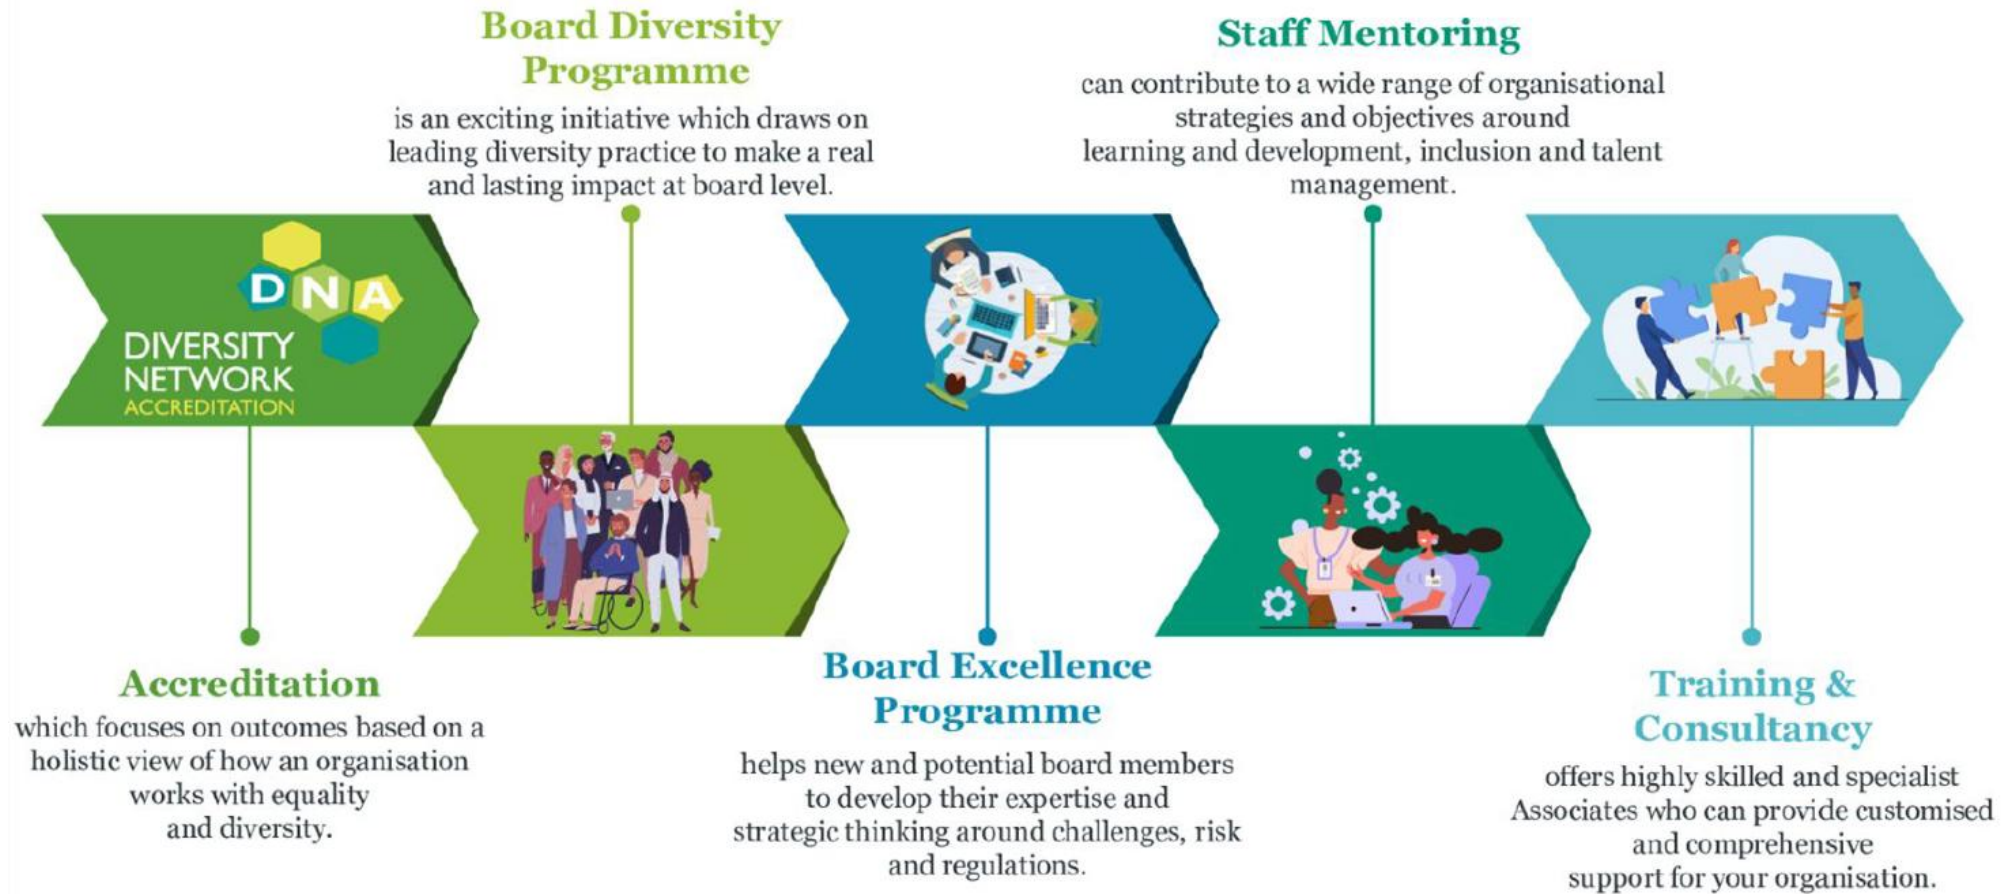 Board Diversity
Programme
is an exciting initiative which draws on
leading diversity practice to make a real
and lasting impact at board level.
Staff Mentoring
can contribute to a wide range of organisational
strategies and objectives around
learning and development, inclusion and talent
management.
DNA
DIVERSITY
NETWORK
ACCREDITATION
Accreditation
which focuses on outcomes based on a
holistic view of how an organisation
works with equality
and diversity.
Board Excellence
Programme
helps new and potential board members
to develop their expertise and
strategic thinking around challenges, risk
and regulations.
Training &
Consultancy
offers highly skilled and specialist
Associates who can provide customised
and comprehensive
support for your organisation.